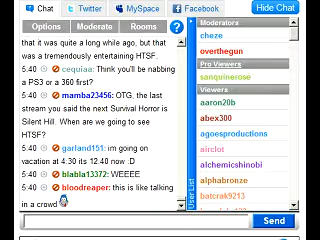 Chat Twitter MySpace Facebook Hide Chat
Options Moderate Rooms ?
that it was quite a long while ago, but that
was a tremendously entertaining HTSF.
5:40 cequiaa: Think you'll be nabbing
a PS3 or a 360 first?
5:40 mamba23456: OTG, the last
stream you said the next Survival Horror is
Silent Hill. When are we going to see
HTSF?
5:40 garland151: im going on
vacation at 4:30 its 12.40 now :D
5:40 blabla13372: WEEEE
5:40 bloodreaper: this is like talking
in a crowd
User List
Moderators
cheze
overthegun
Pro Viewers
sanquinerose
Viewers
aaron20b
abex300
agoesproductions
airclot
alchemichsinobi
alphabronze
batcrak9213
Send